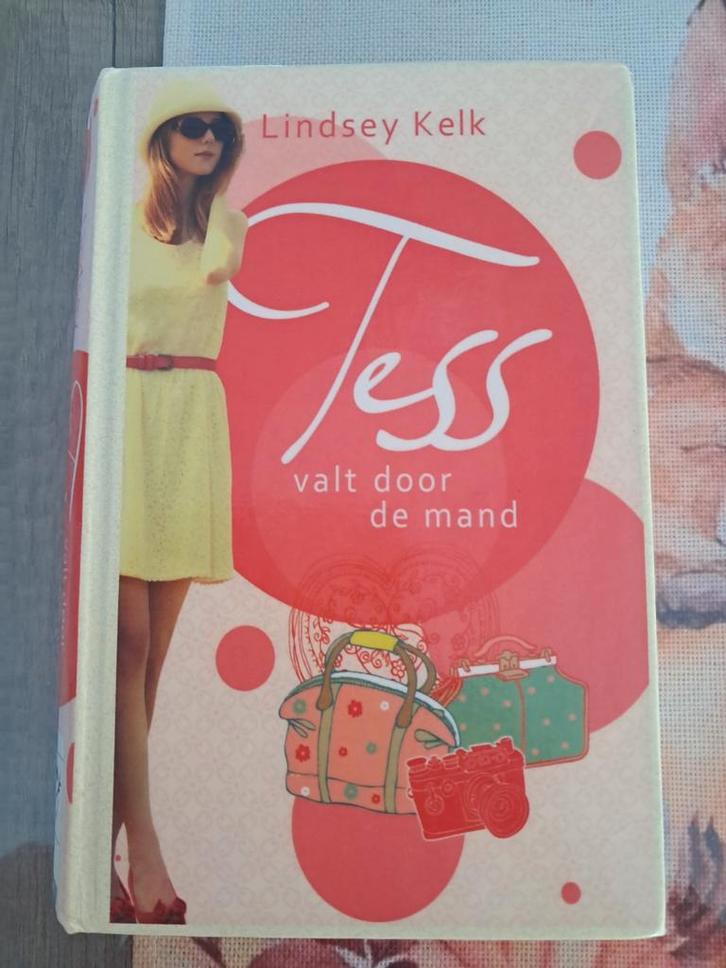 Lindsey Kelk
Tess
valt door
de mand